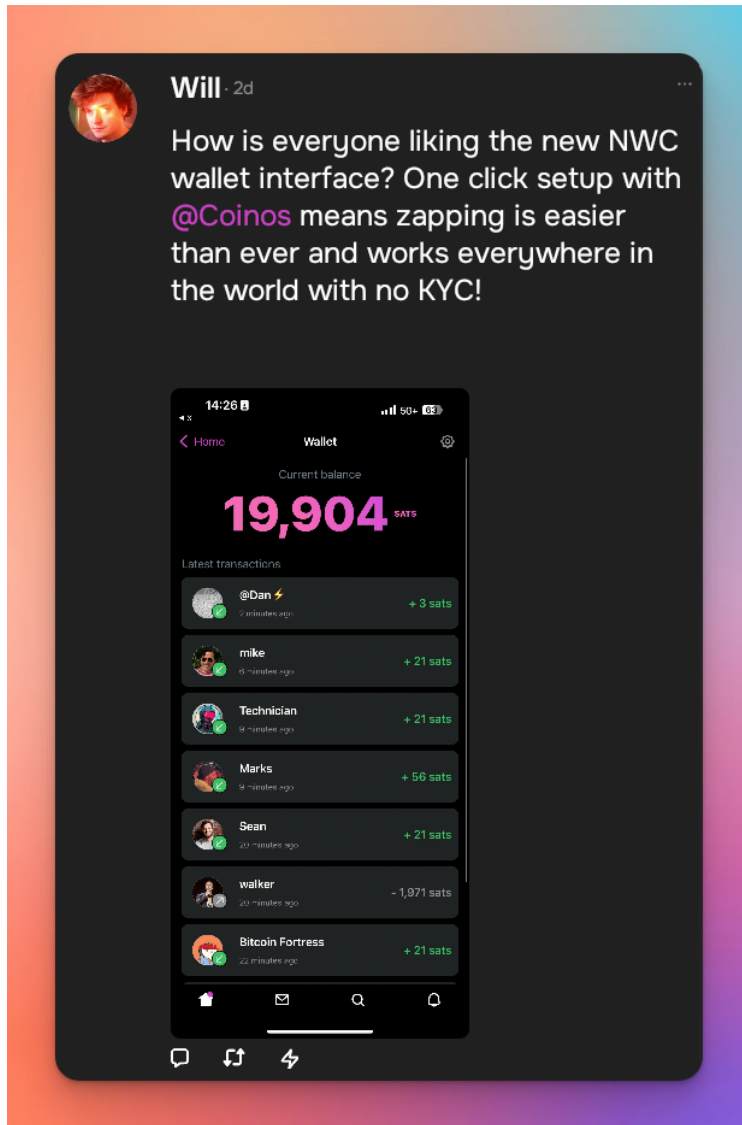 Will · 2d
...
How is everyone liking the new NWC
wallet interface? One click setup with
@Coinos means zapping is easier
than ever and works everywhere in
the world with no KYC!
14:26
50+ 63
◂ X
Home Wallet
Current balance
19,904 SATS
Latest transactions
@Dan⚡
2 minutes ago
+ 3 sats
mike
6 minutes ago
+ 21 sats
Technician
9 minutes ago
+ 21 sats
Marks
9 minutes ago
+ 56 sats
Sean
20 minutes ago
+ 21 sats
walker
20 minutes ago
- 1,971 sats
Bitcoin Fortress
22 minutes ago
+ 21 sats